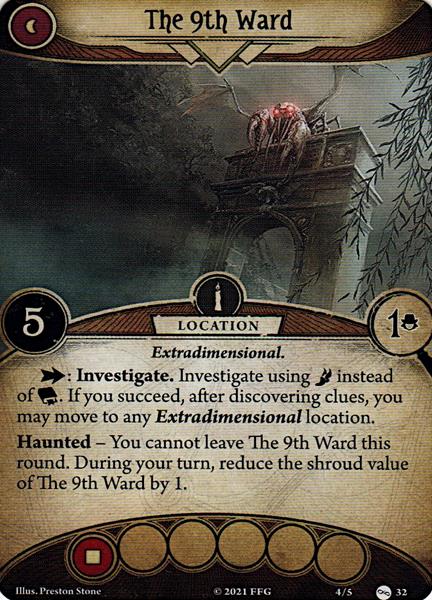 The 9th Ward
5
LOCATION
1
Extradimensional.
: Investigate. Investigate using instead
of . If you succeed, after discovering clues, you
may move to any Extradimensional location.
Haunted – You cannot leave The 9th Ward this
round. During your turn, reduce the shroud value
of The 9th Ward by 1.
Illus. Preston Stone
© 2021 FFG
4/5
32